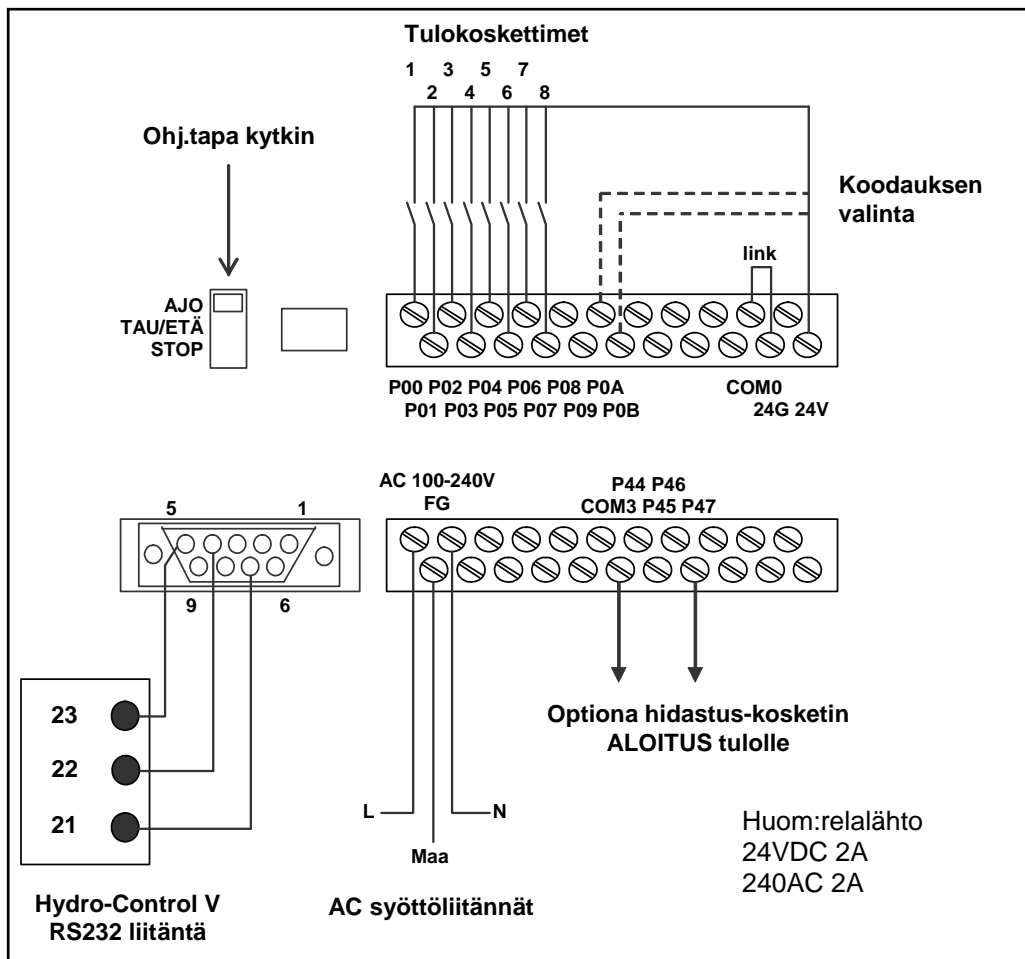 Tulokoskettimet
1 3 5 7
2 4 6 8
Ohj.tapa kytkin
Koodauksen
valinta
link
AJO
TAU/ETÄ
STOP
P00 P02 P04 P06 P08 P0A
P01 P03 P05 P07 P09 P0B
COM0
24G 24V
AC 100-240V
FG
P44 P46
COM3 P45 P47
5 1
9 6
23
22
21
Optiona hidastus-kosketin
ALOITUS tulolle
L
N
Maa
Huom:relalähto
24VDC 2A
240AC 2A
Hydro-Control V
RS232 liitäntä
AC syöttöliitännät